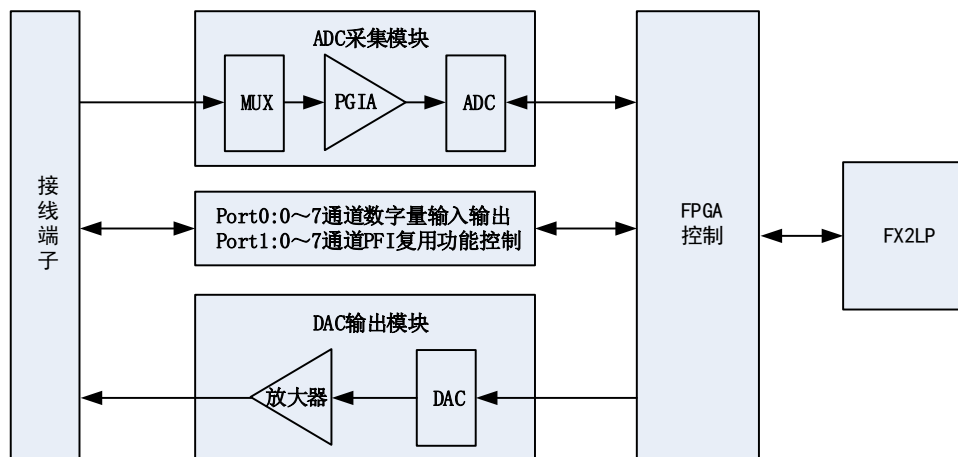 ADC采集模块
MUX
PGIA
ADC
接线端子
Port0:0～7通道数字量输入输出
Port1:0～7通道PFI复用功能控制
FPGA
控制
FX2LP
DAC输出模块
放大器
DAC